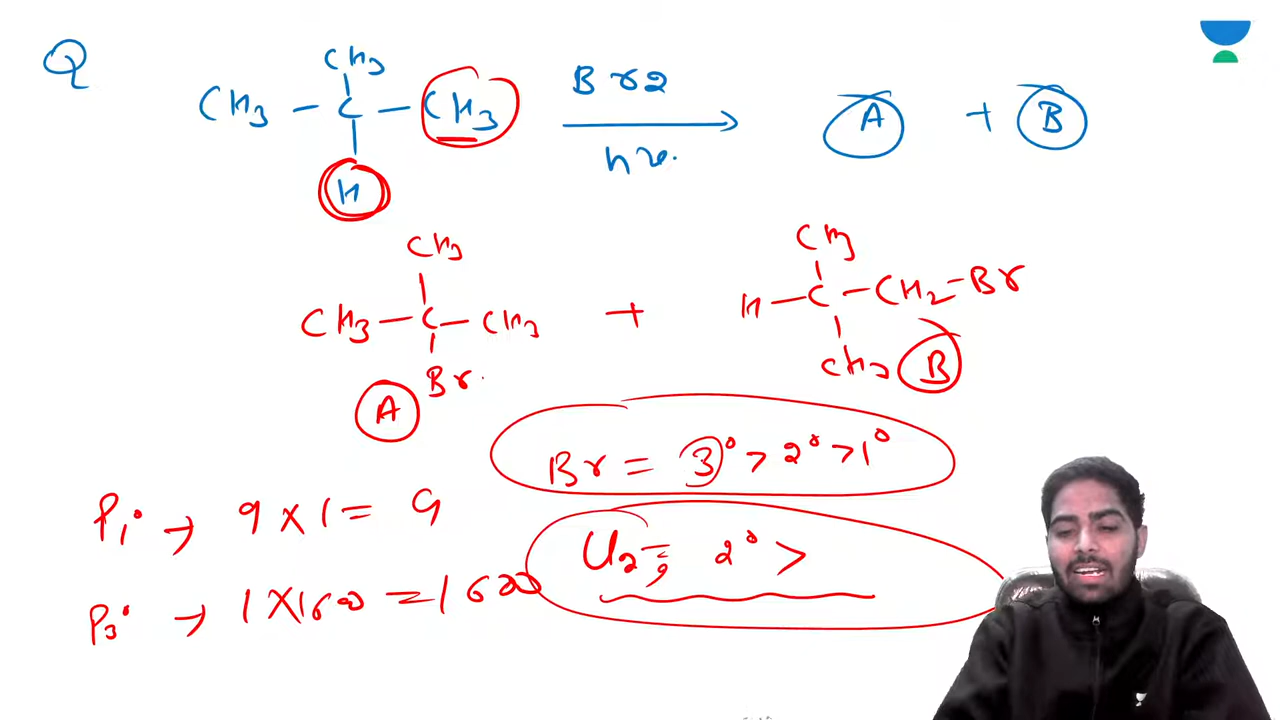 Q
CH3 - C - CH3
CH3
H
Br2
hν.
A + B
CH3
CH3 - C - CH3
Br.
A
+
CH3
H - C - CH2 - Br
CH3
B
Br = 3° > 2° > 1°
P1° → 9 × 1 = 9
Cl2 = 2° >
P3° → 1 × 1600 = 1600